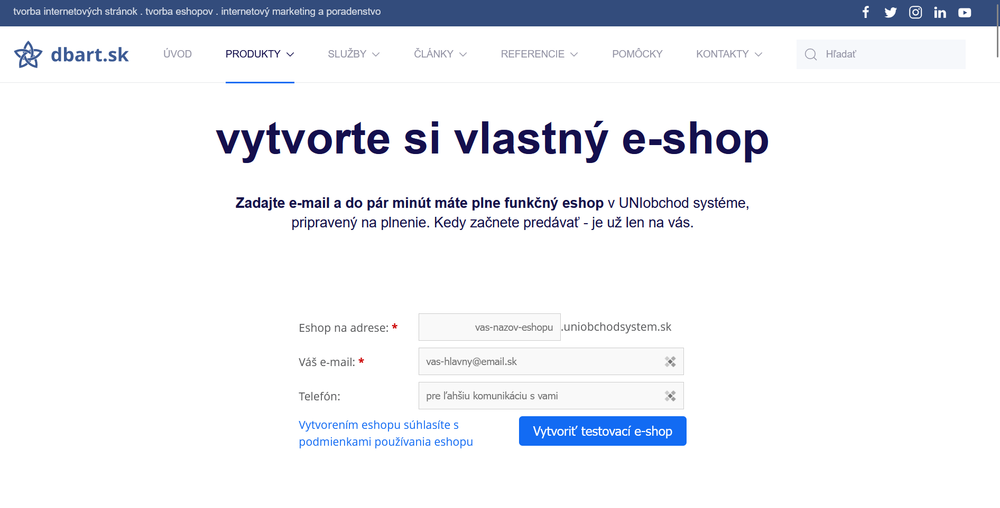 tvorba internetových stránok . tvorba eshopov . internetový marketing a poradenstvo
dbart.sk
ÚVOD
PRODUKTY
SLUŽBY
ČLÁNKY
REFERENCIE
POMÔCKY
KONTAKTY
Hľadať
vytvorte si vlastný e-shop
Zadajte e-mail a do pár minút máte plne funkčný eshop v UNIobchod systéme,
pripravený na plnenie. Kedy začnete predávať - je už len na vás.
Eshop na adrese: * vas-nazov-eshopu .uniobchodsystem.sk
Váš e-mail: * vas-hlavny@email.sk
Telefón: pre ľahšiu komunikáciu s vami
Vytvorením eshopu súhlasíte s
podmienkami používania eshopu
Vytvoriť testovací e-shop